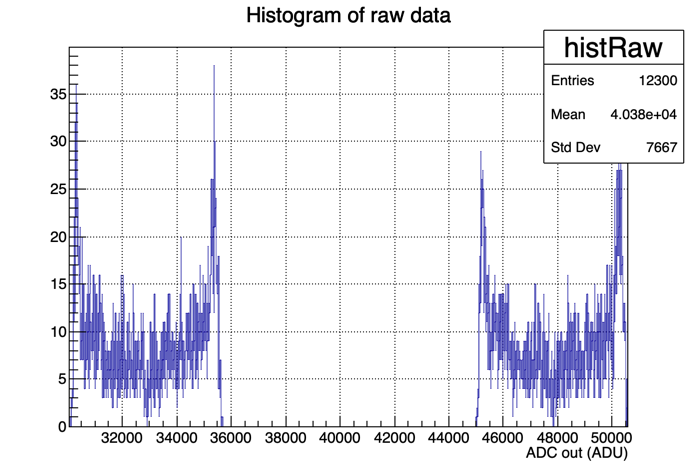 Histogram of raw data
histRaw
Entries 12300
Mean 4.038e+04
Std Dev 7667
35
30
25
20
15
10
5
0
32000 34000 36000 38000 40000 42000 44000 46000 48000 50000
ADC out (ADU)